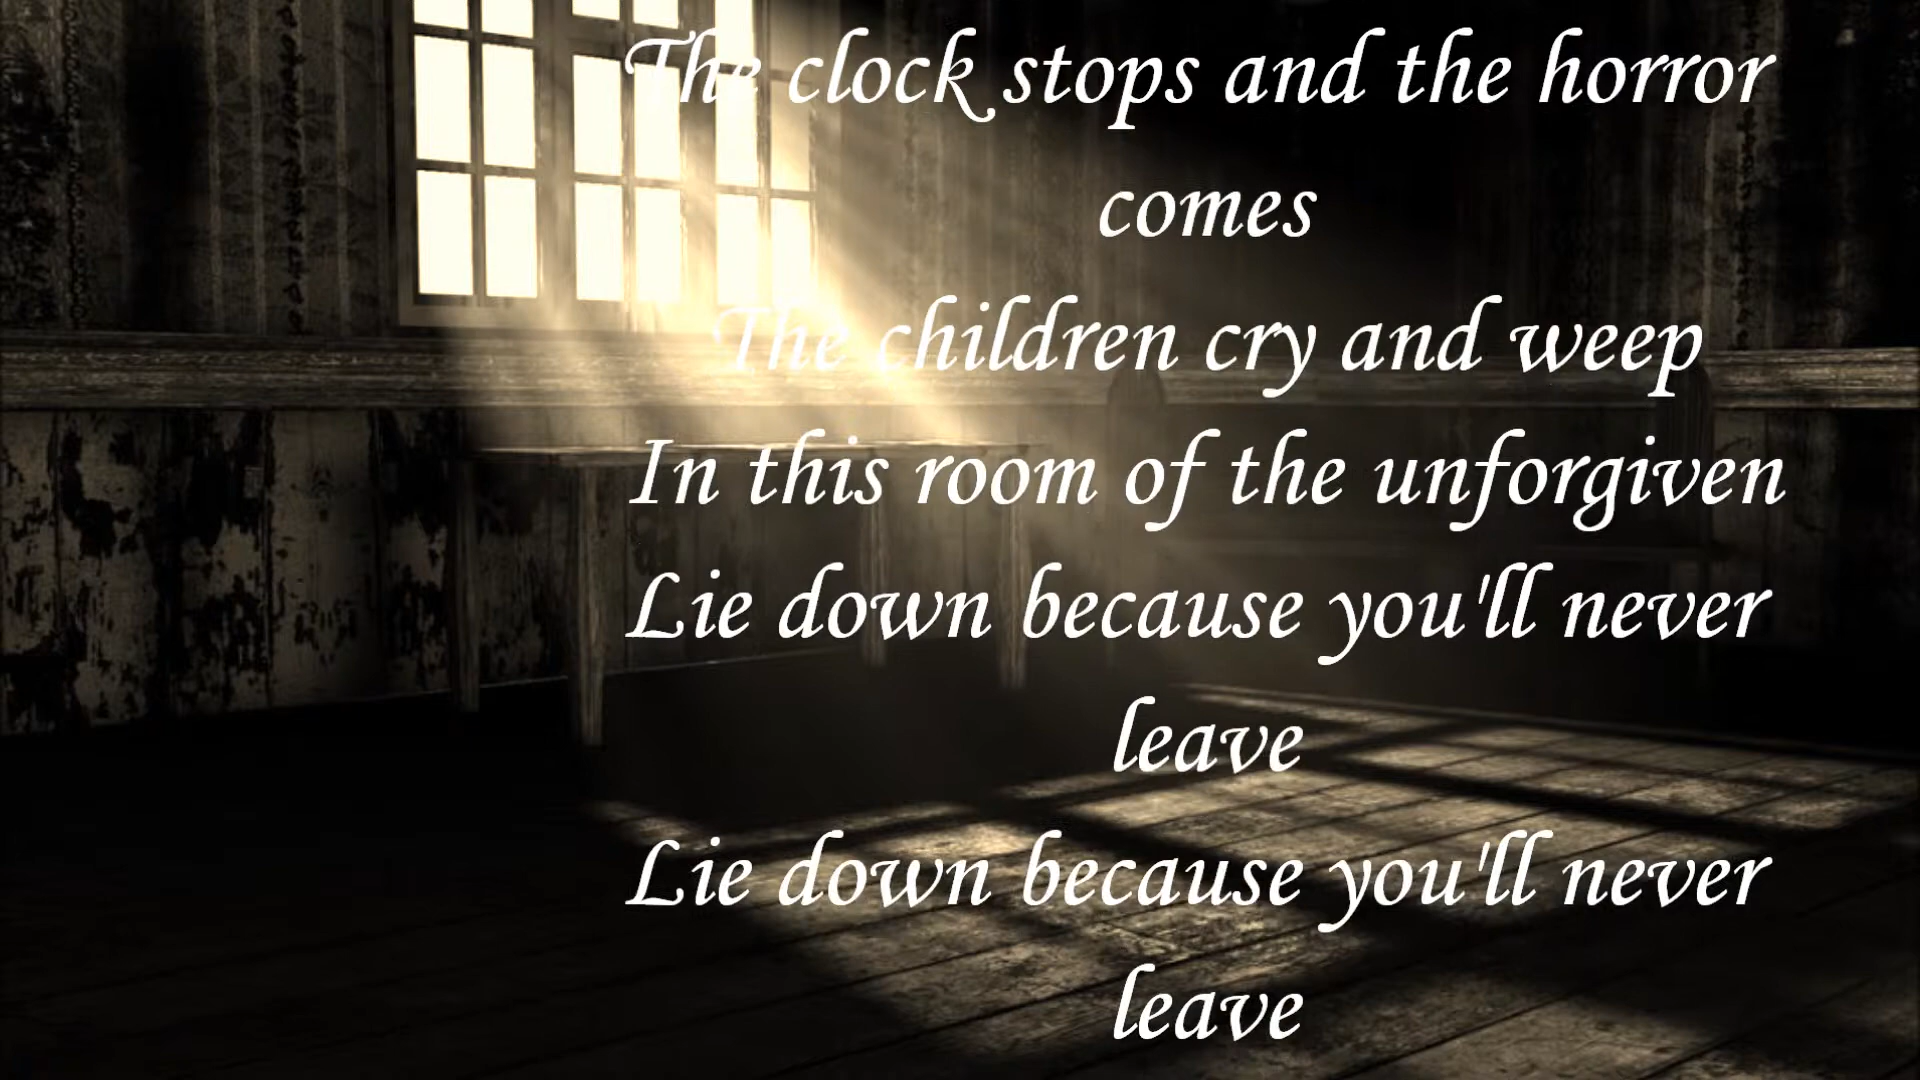 The clock stops and the horror
comes
The children cry and weep
In this room of the unforgiven
Lie down because you'll never
leave
Lie down because you'll never
leave